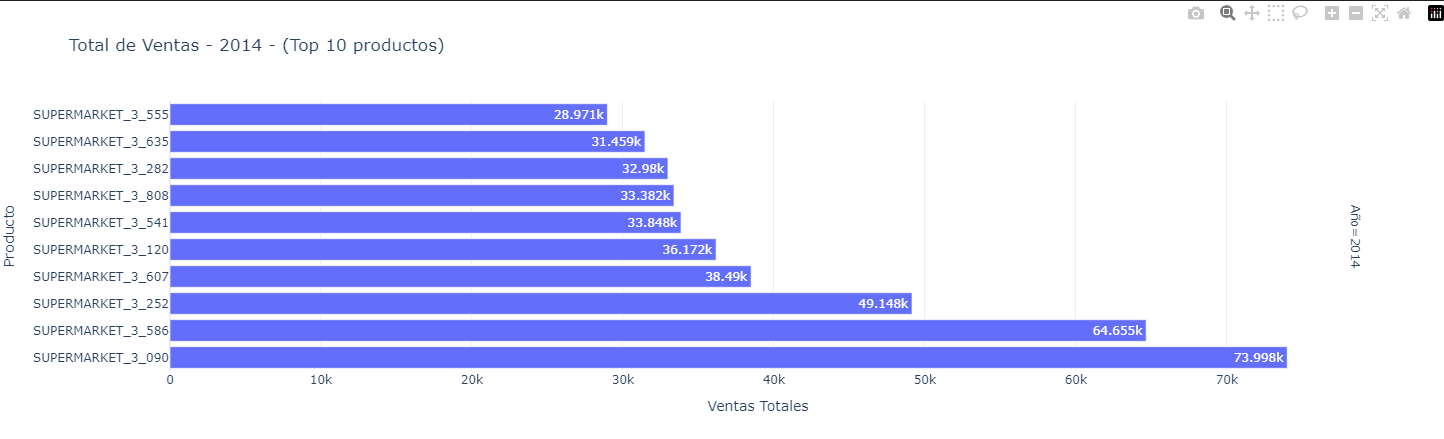 Total de Ventas - 2014 - (Top 10 productos)
Producto
SUPERMARKET_3_555 28.971k
SUPERMARKET_3_635 31.459k
SUPERMARKET_3_282 32.98k
SUPERMARKET_3_808 33.382k
SUPERMARKET_3_541 33.848k
SUPERMARKET_3_120 36.172k
SUPERMARKET_3_607 38.49k
SUPERMARKET_3_252 49.148k
SUPERMARKET_3_586 64.655k
SUPERMARKET_3_090 73.998k
0 10k 20k 30k 40k 50k 60k 70k
Ventas Totales
Año=2014